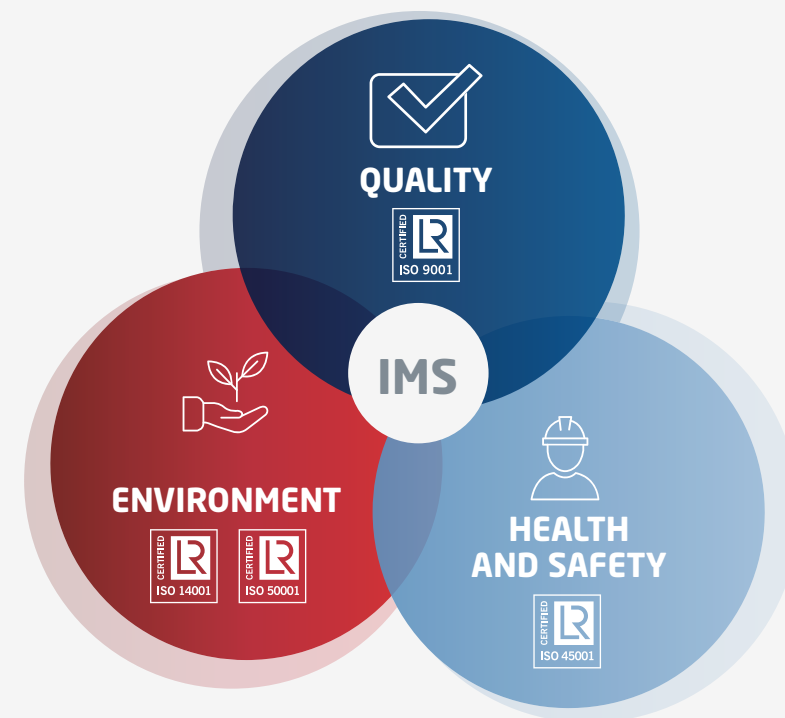 QUALITY
CERTIFIED
LR
ISO 9001
IMS
ENVIRONMENT
CERTIFIED
LR
ISO 14001
CERTIFIED
LR
ISO 50001
HEALTH
AND SAFETY
CERTIFIED
LR
ISO 45001